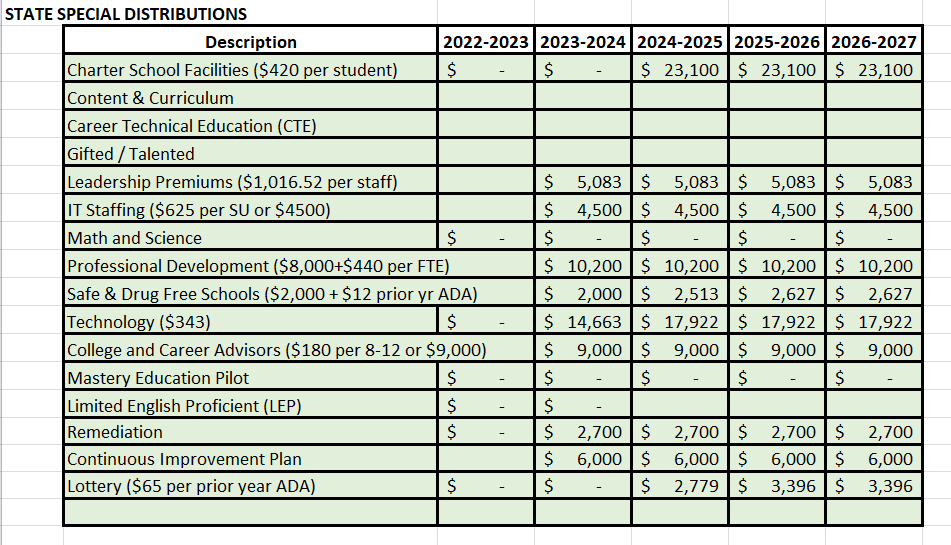 STATE SPECIAL DISTRIBUTIONS
Description 2022-2023 2023-2024 2024-2025 2025-2026 2026-2027
Charter School Facilities ($420 per student) $ - $ - $ 23,100 $ 23,100 $ 23,100
Content & Curriculum
Career Technical Education (CTE)
Gifted / Talented
Leadership Premiums ($1,016.52 per staff) $ 5,083 $ 5,083 $ 5,083 $ 5,083
IT Staffing ($625 per SU or $4500) $ 4,500 $ 4,500 $ 4,500 $ 4,500
Math and Science $ - $ - $ - $ - $ -
Professional Development ($8,000+$440 per FTE) $ 10,200 $ 10,200 $ 10,200 $ 10,200
Safe & Drug Free Schools ($2,000 + $12 prior yr ADA) $ 2,000 $ 2,513 $ 2,627 $ 2,627
Technology ($343) $ - $ 14,663 $ 17,922 $ 17,922 $ 17,922
College and Career Advisors ($180 per 8-12 or $9,000) $ 9,000 $ 9,000 $ 9,000 $ 9,000
Mastery Education Pilot $ - $ - $ - $ - $ -
Limited English Proficient (LEP) $ - $ -
Remediation $ - $ 2,700 $ 2,700 $ 2,700 $ 2,700
Continuous Improvement Plan $ 6,000 $ 6,000 $ 6,000 $ 6,000
Lottery ($65 per prior year ADA) $ - $ - $ 2,779 $ 3,396 $ 3,396